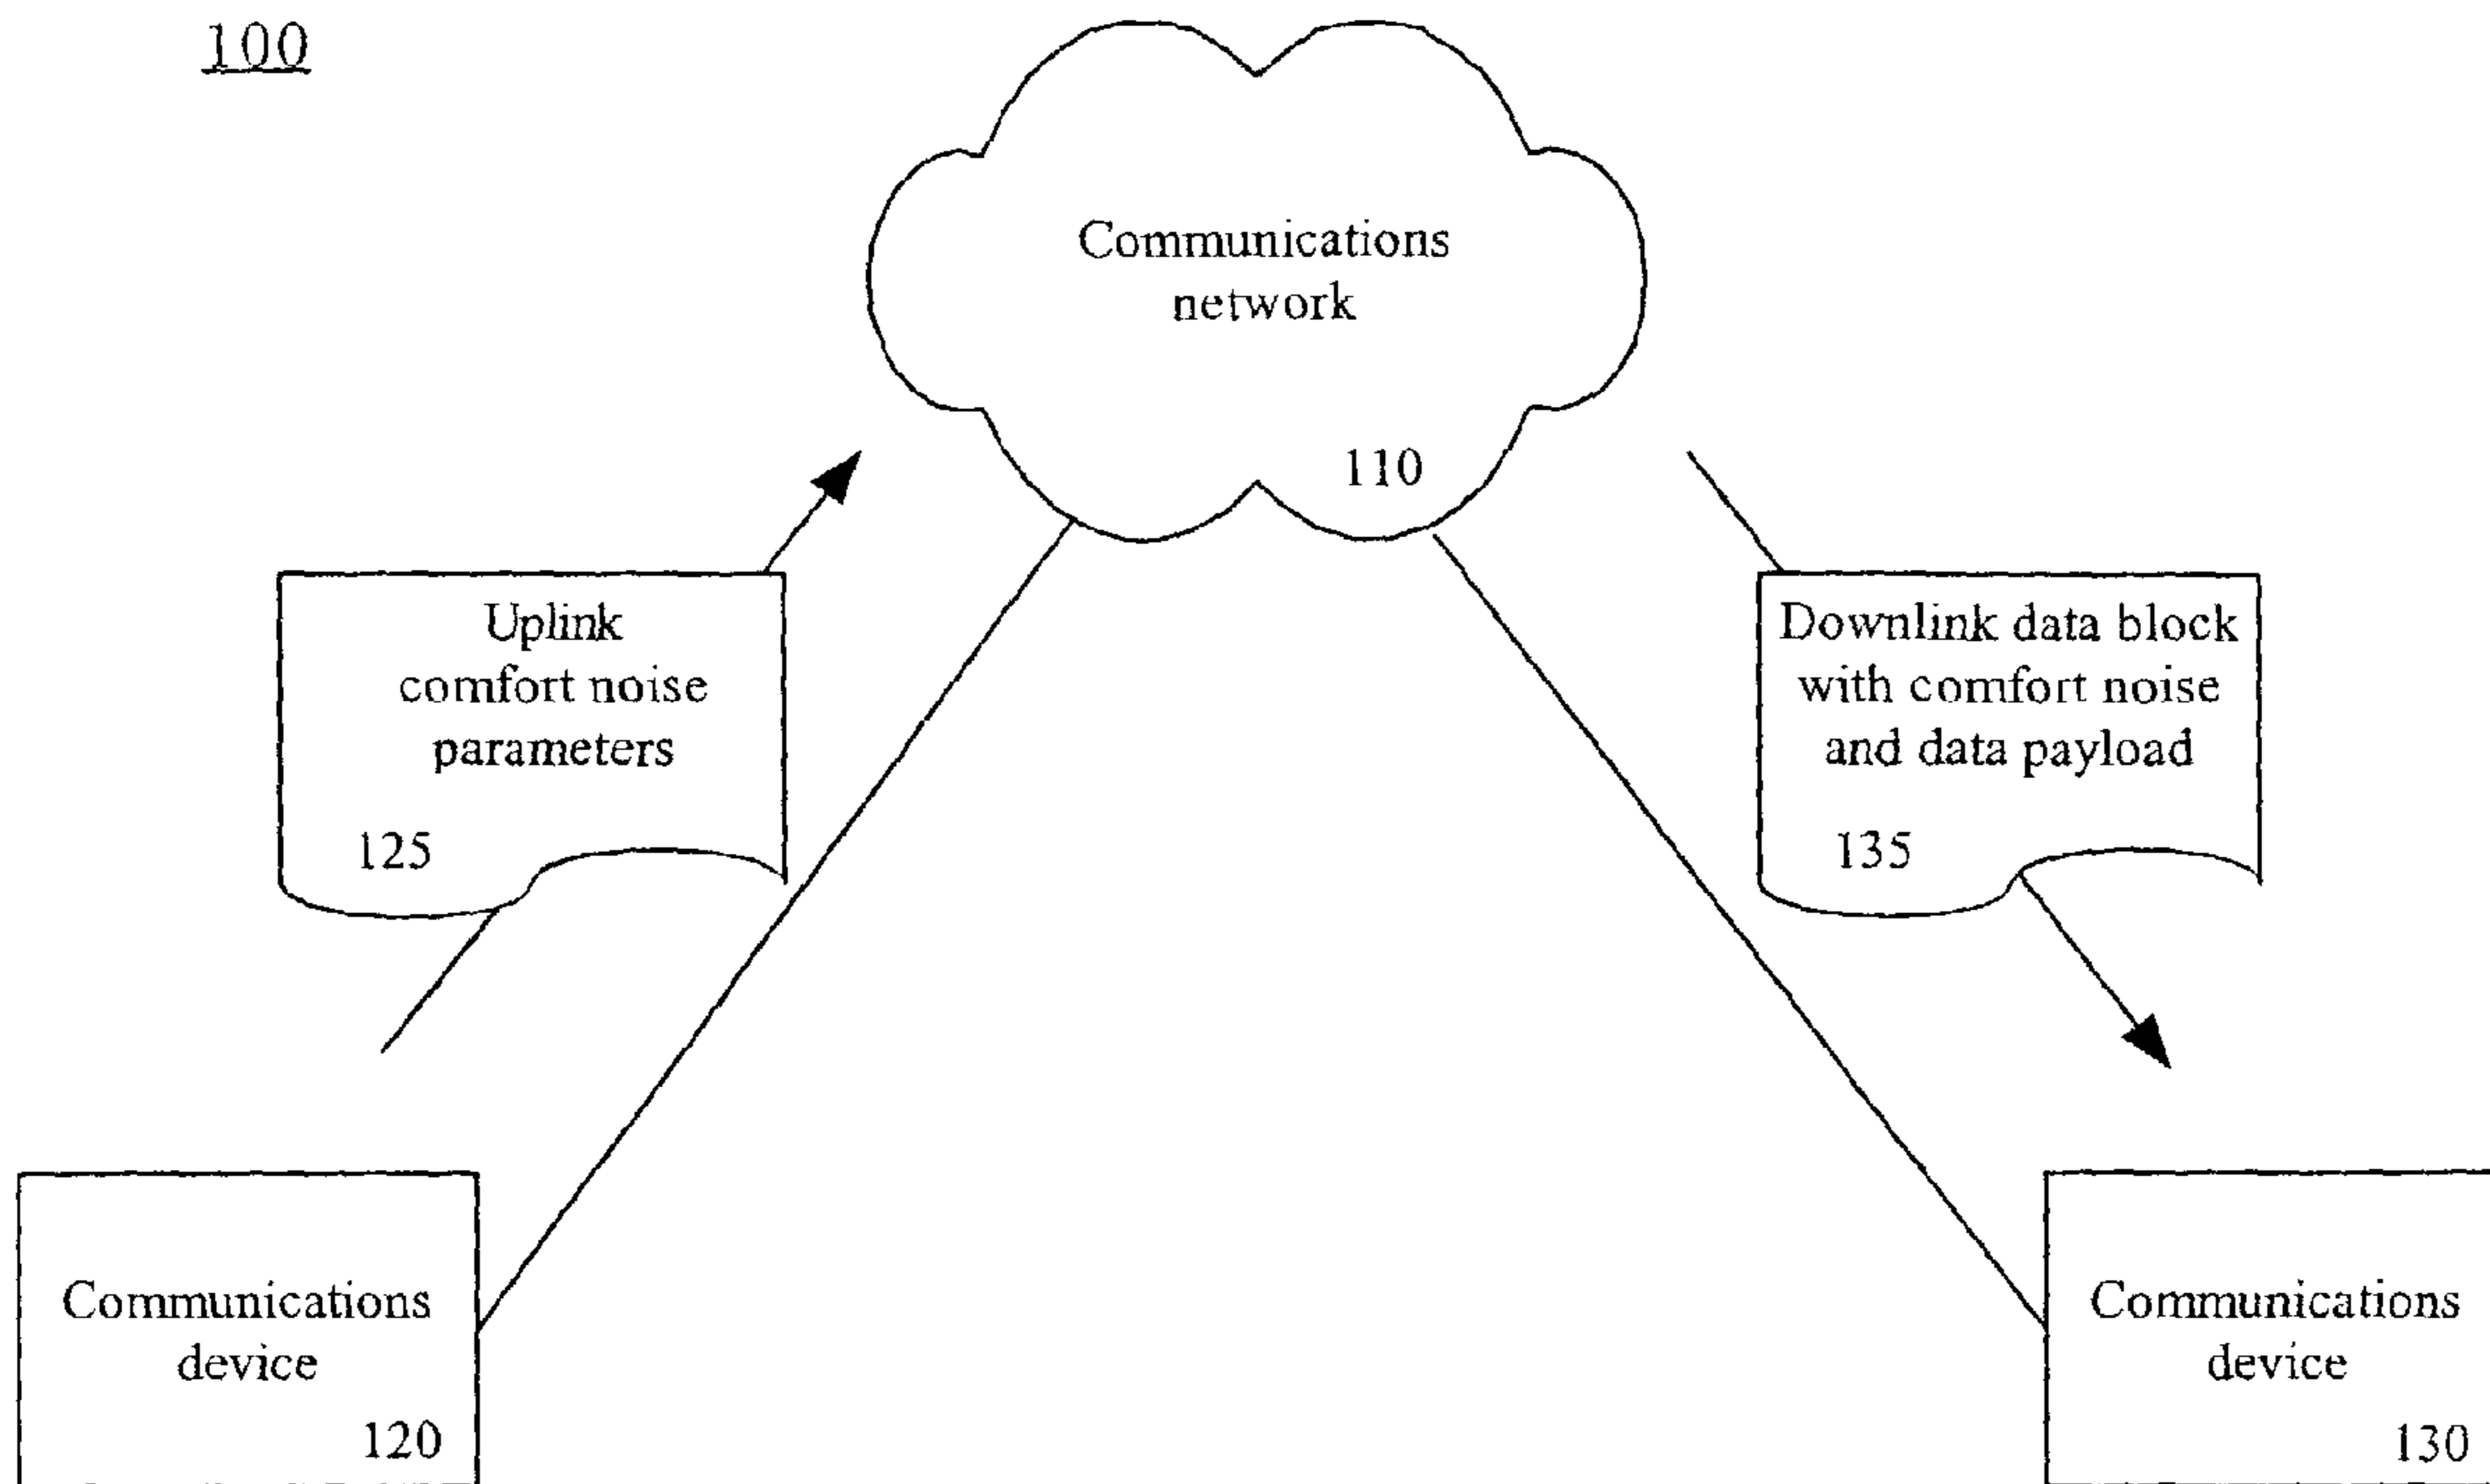 100
Communications
network
110
Uplink
comfort noise
parameters
125
Downlink data block
with comfort noise
and data payload
135
Communications
device
120
Communications
device
130